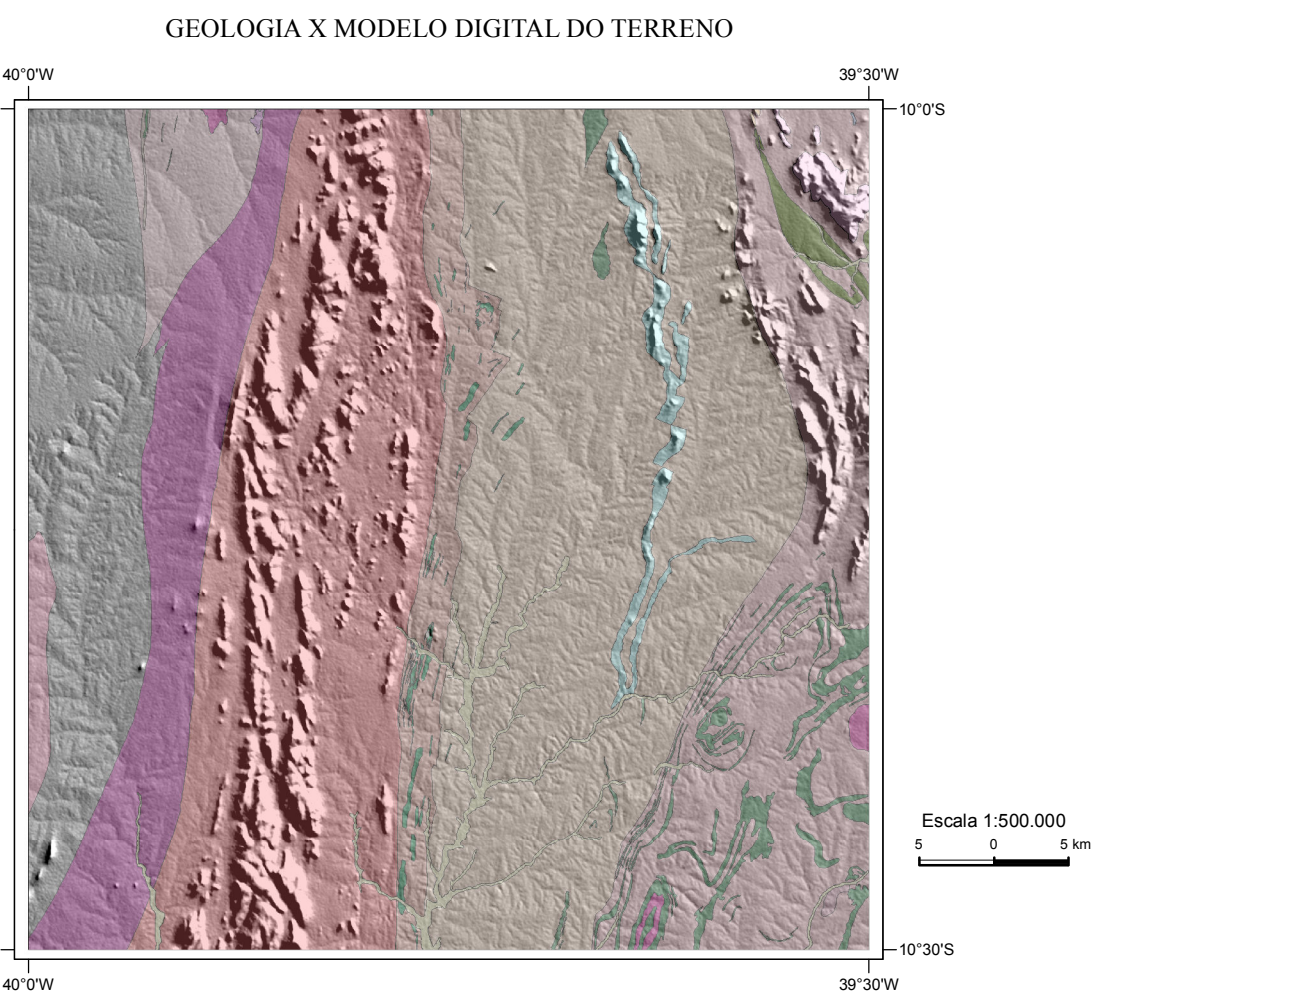 GEOLOGIA X MODELO DIGITAL DO TERRENO
40°0'W 39°30'W
10°0'S
Escala 1:500.000
5 0 5 km
10°30'S
40°0'W 39°30'W